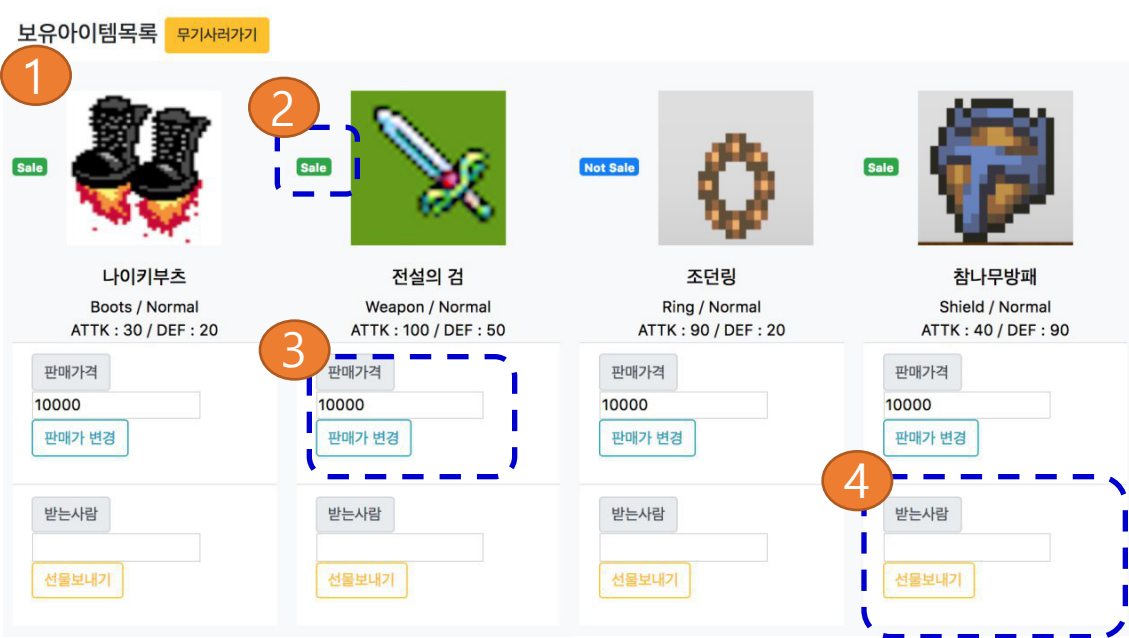 보유아이템목록 무기사러가기
1
Sale
나이키부츠
Boots / Normal
ATTK : 30 / DEF : 20
판매가격
10000
판매가 변경
받는사람
선물보내기
2
Sale
전설의 검
Weapon / Normal
ATTK : 100 / DEF : 50
3
판매가격
10000
판매가 변경
받는사람
선물보내기
Not Sale
조던링
Ring / Normal
ATTK : 90 / DEF : 20
판매가격
10000
판매가 변경
받는사람
선물보내기
Sale
참나무방패
Shield / Normal
ATTK : 40 / DEF : 90
판매가격
10000
판매가 변경
4
받는사람
선물보내기